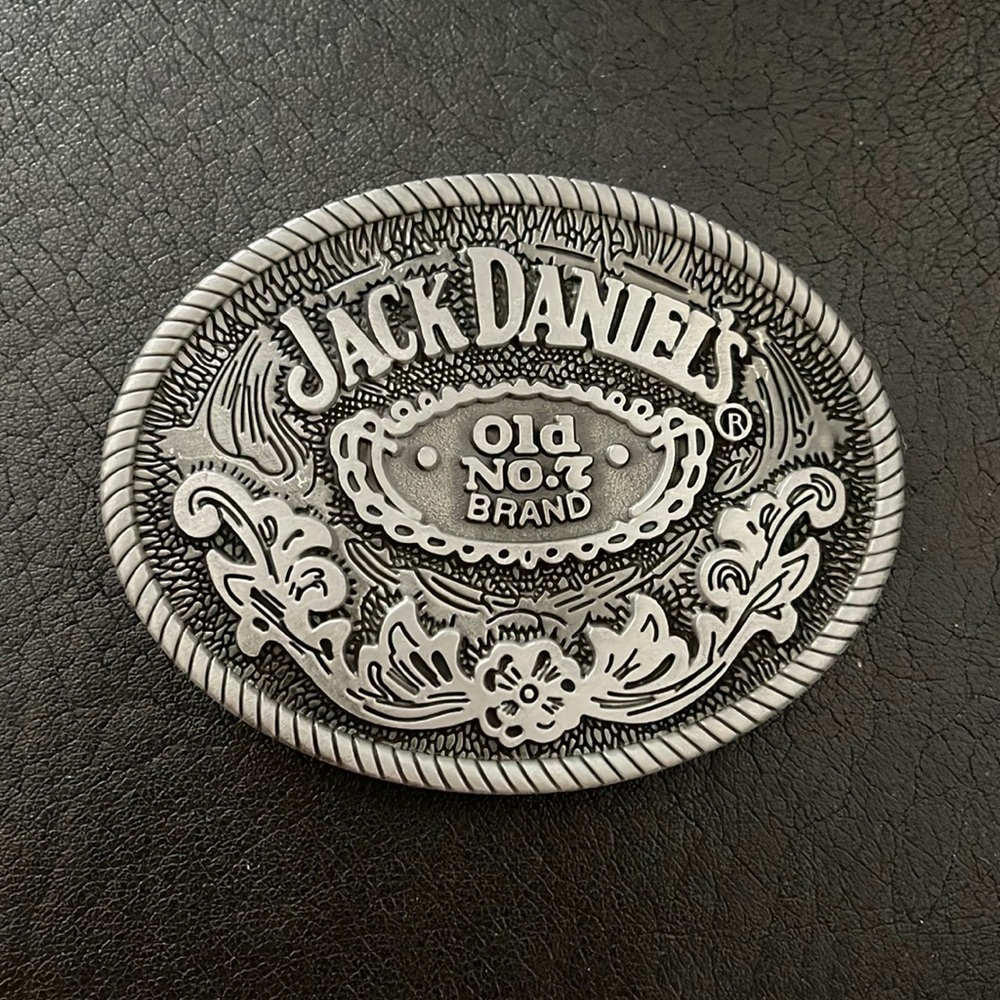 JACK DANIEL'S
®
Old
NO.7
BRAND